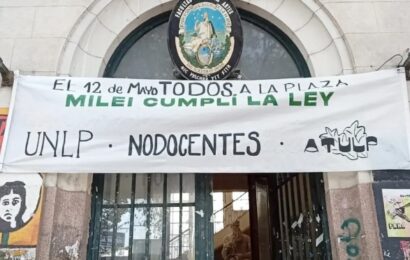 EL 12 de MAYO TODOS A LA PLAZA
MILEI CUMPLÍ LA LEY
UNLP • NODOCENTES • ATULP